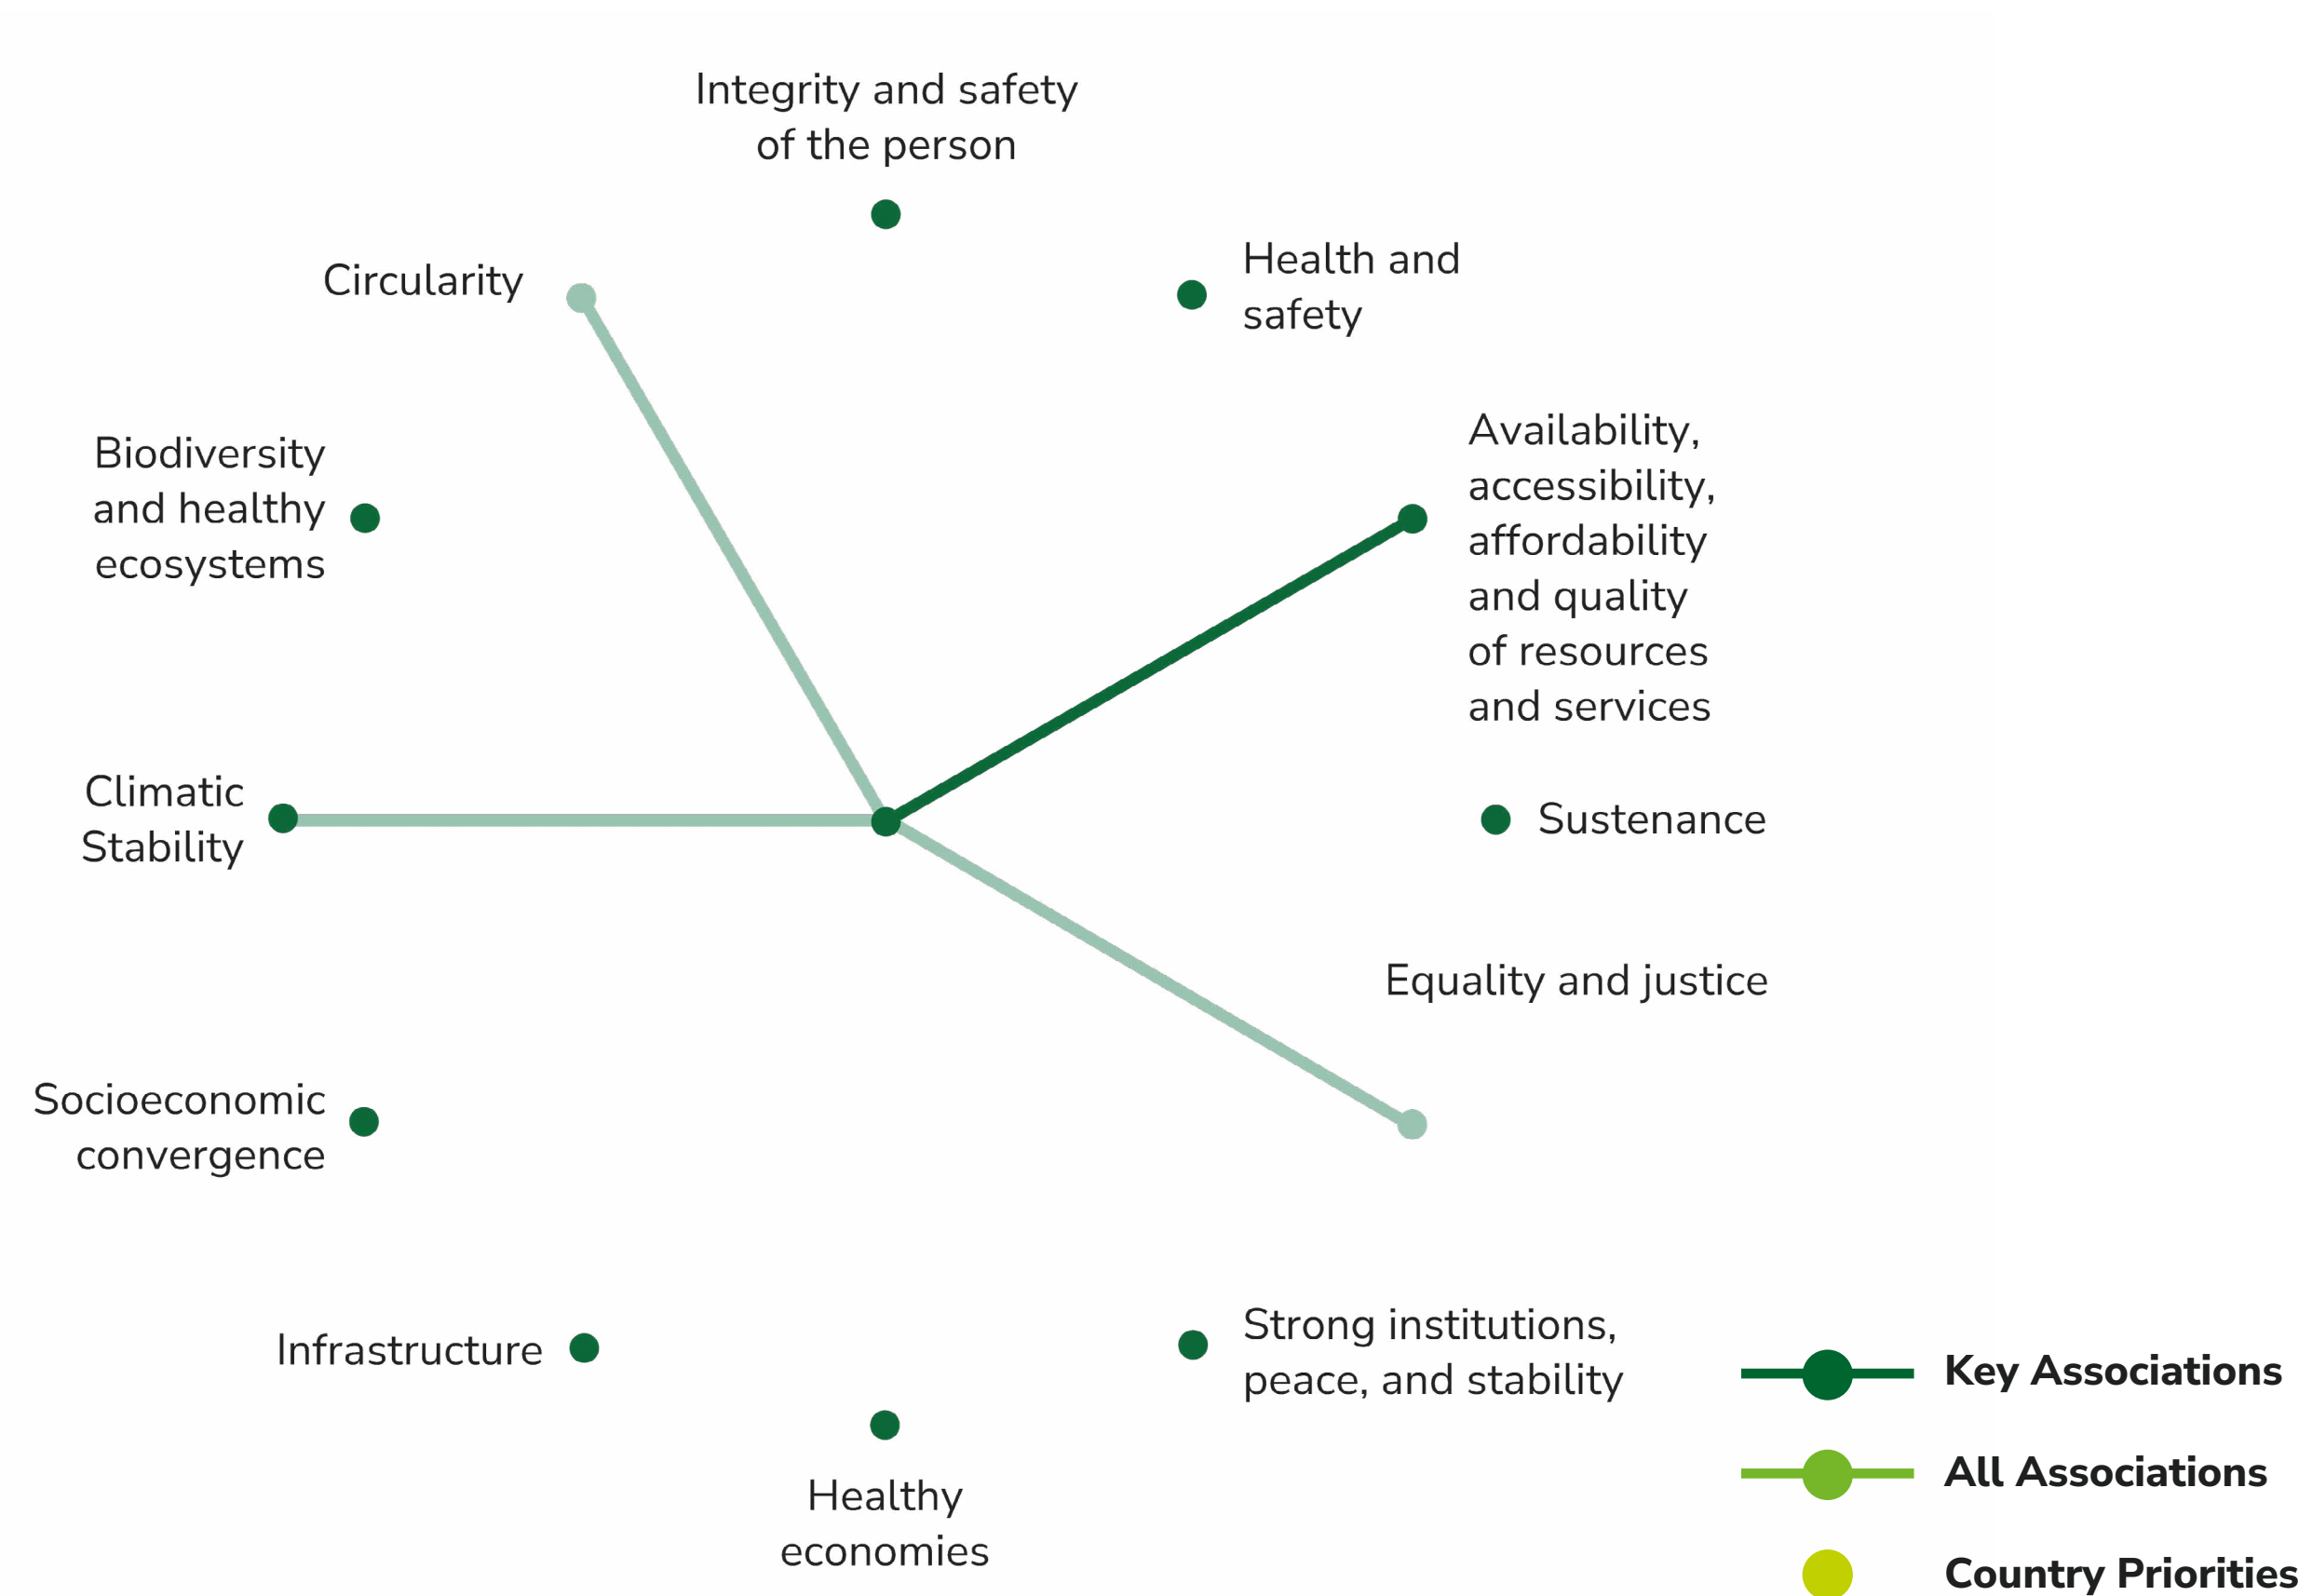 Integrity and safety
of the person
Health and
safety
Circularity
Availability,
accessibility,
affordability
and quality
of resources
and services
Biodiversity
and healthy
ecosystems
Climatic
Stability
Sustenance
Equality and justice
Socioeconomic
convergence
Infrastructure
Strong institutions,
peace, and stability
Healthy
economies
Key Associations
All Associations
Country Priorities